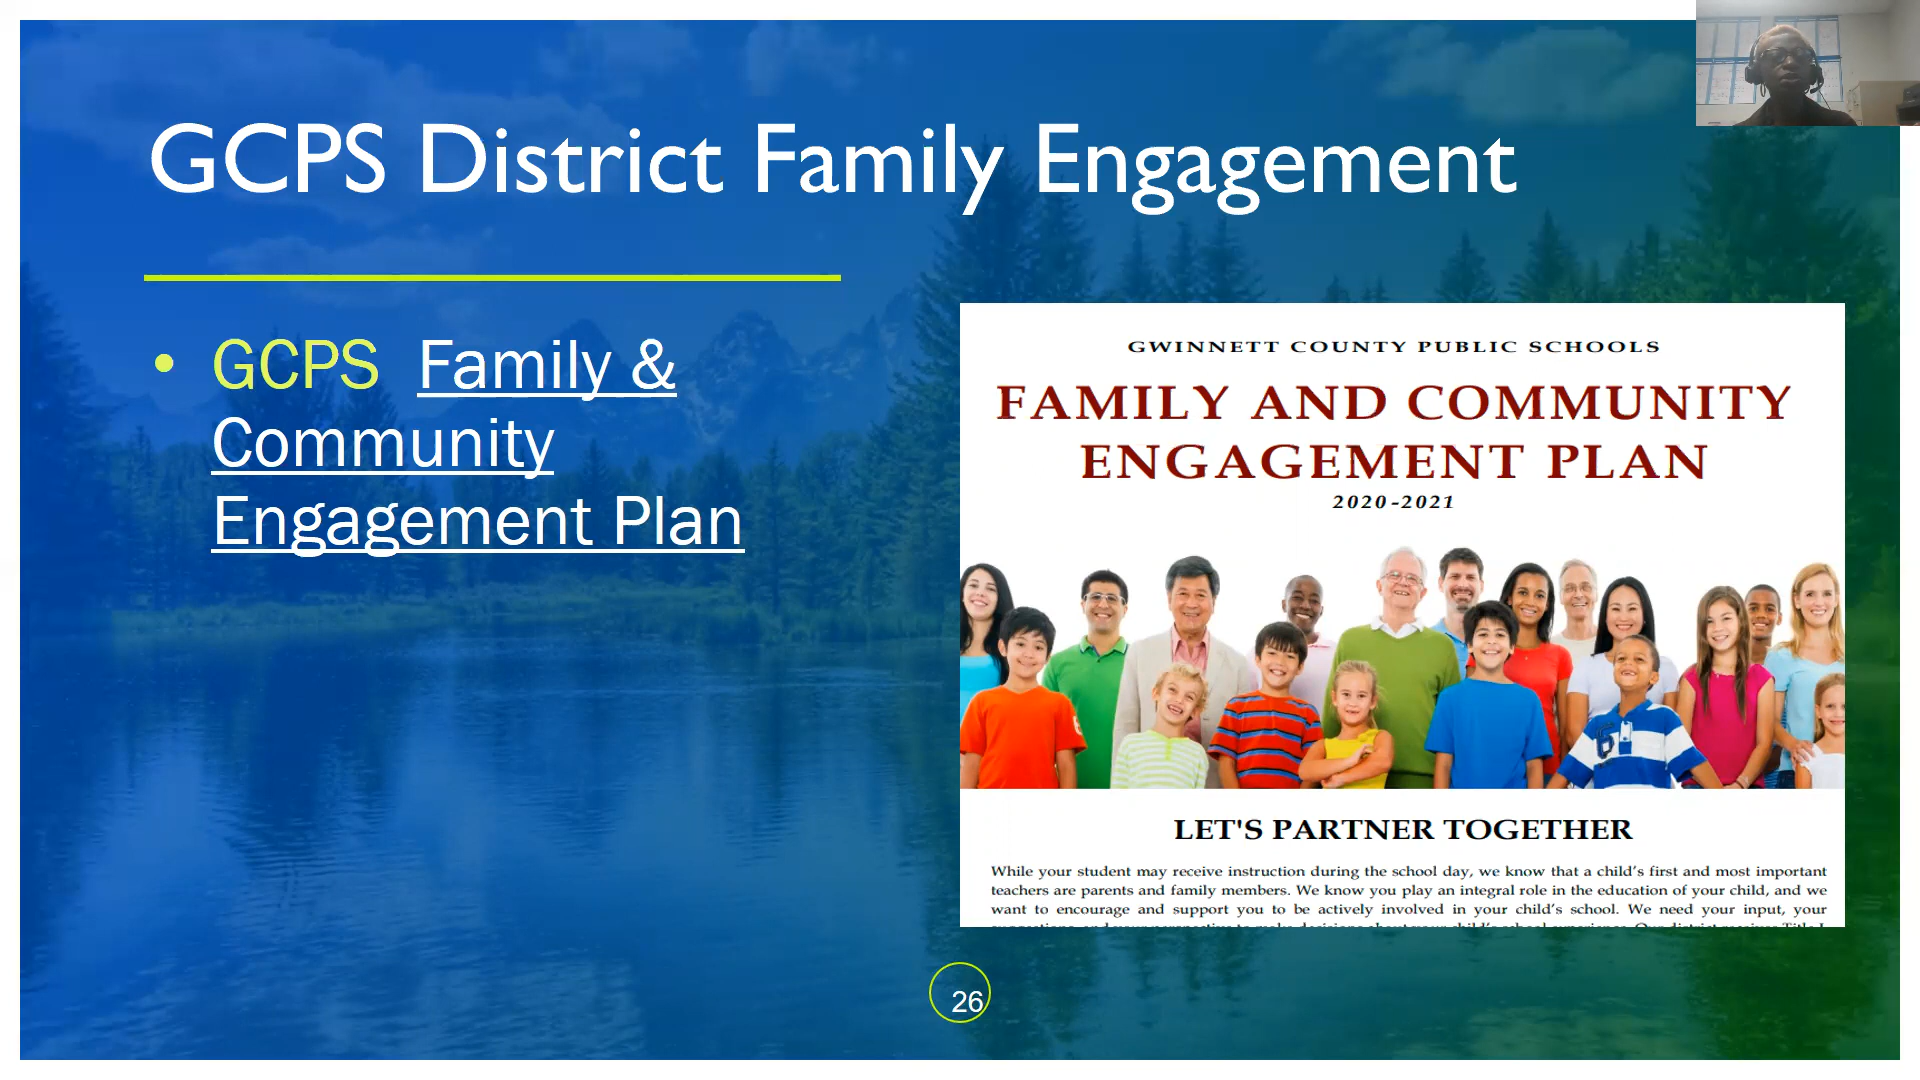 GCPS District Family Engagement
• GCPS Family &
Community
Engagement Plan
GWINNETT COUNTY PUBLIC SCHOOLS
FAMILY AND COMMUNITY
ENGAGEMENT PLAN
2020-2021
LET'S PARTNER TOGETHER
While your student may receive instruction during the school day, we know that a child's first and most important
teachers are parents and family members. We know you play an integral role in the education of your child, and we
want to encourage and support you to be actively involved in your child's school. We need your input, your
26